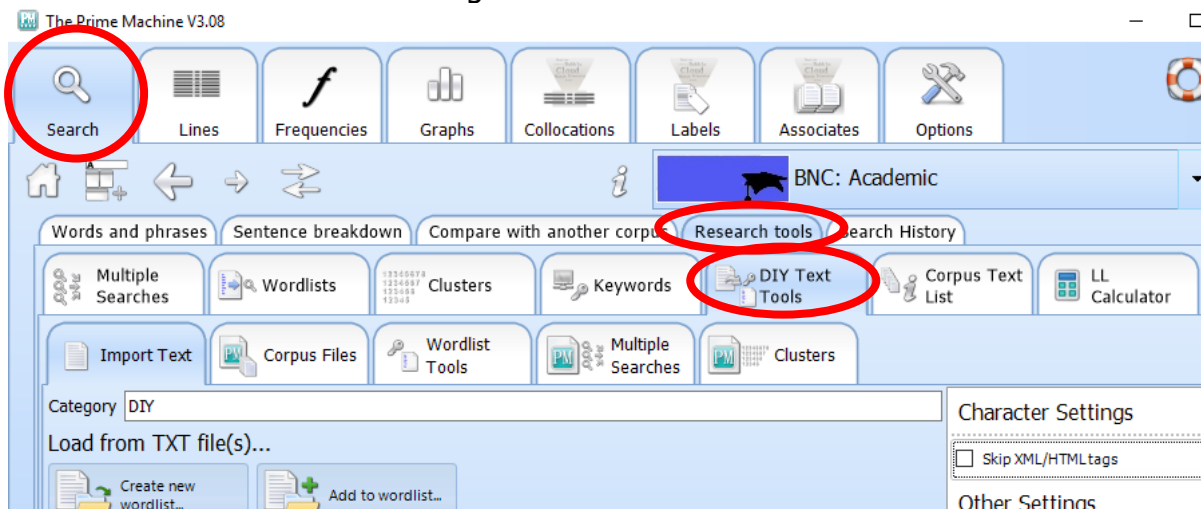 The Prime Machine V3.08
Search Lines Frequencies Graphs Collocations Labels Associates Options
BNC: Academic
Words and phrases Sentence breakdown Compare with another corpus Research tools Search History
Multiple Searches Wordlists Clusters Keywords DIY Text Tools Corpus Text List LL Calculator
Import Text Corpus Files Wordlist Tools Multiple Searches Clusters
Category DIY
Character Settings
Load from TXT file(s)...
Skip XML/HTML tags
Create new wordlist... Add to wordlist...
Other Settings